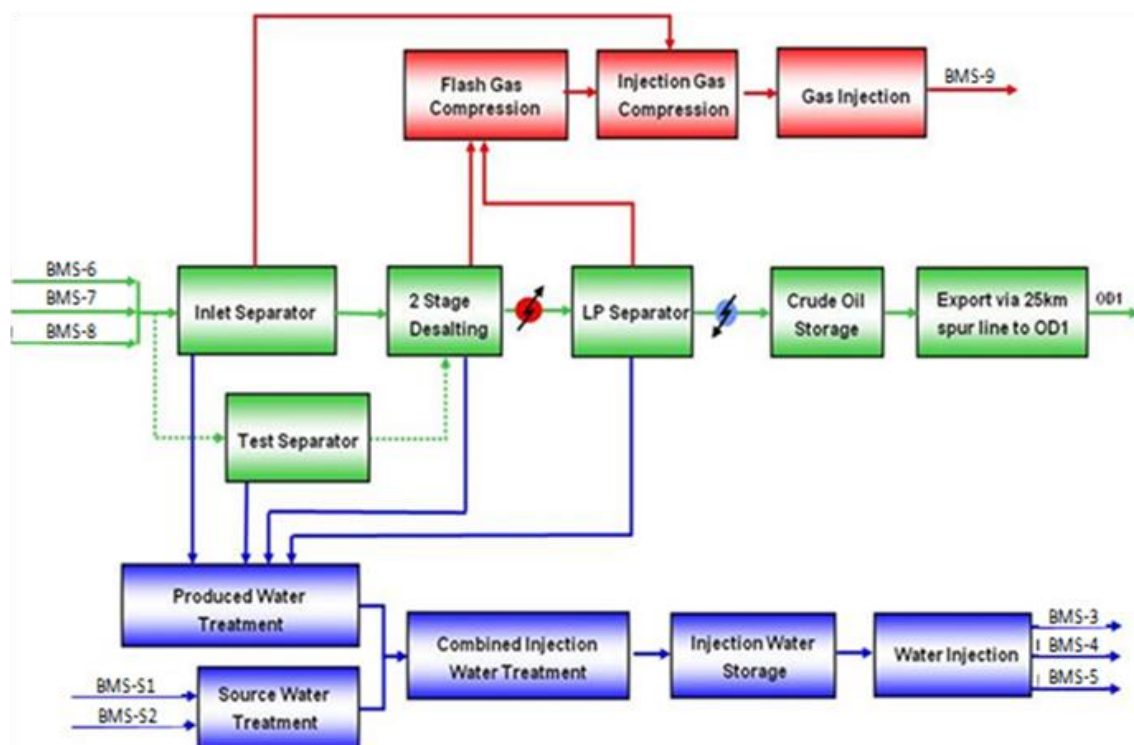 Flash Gas
Compression
Injection Gas
Compression
Gas Injection
BMS-9
BMS-6
BMS-7
BMS-8
Inlet Separator
2 Stage
Desalting
LP Separator
Crude Oil
Storage
Export via 25km
spur line to OD1
OD1
Test Separator
Produced Water
Treatment
Combined Injection
Water Treatment
Injection Water
Storage
Water Injection
BMS-3
BMS-4
BMS-5
BMS-S1
BMS-S2
Source Water
Treatment